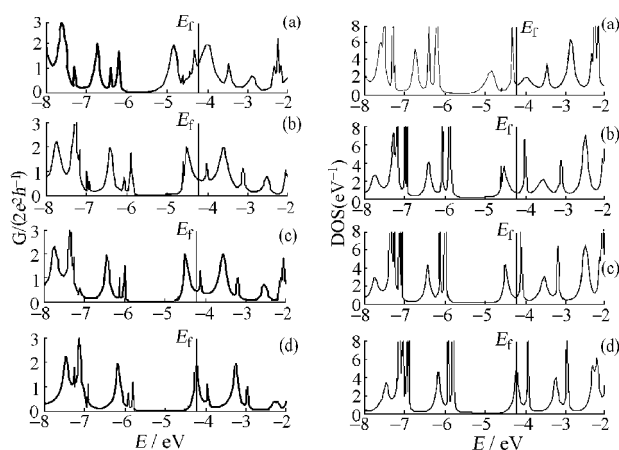 E_f (a) 3 2 1 0 −8 −7 −6 −5 −4 −3 −2
(b) E_f 3 2 1 0 −8 −7 −6 −5 −4 −3 −2
E_f (c) 3 2 1 0 −8 −7 −6 −5 −4 −3 −2
E_f (d) 3 2 1 0 −8 −7 −6 −5 −4 −3 −2
G/(2e²h⁻¹)
E / eV
E_f (a) 8 6 4 2 0 −8 −7 −6 −5 −4 −3 −2
E_f (b) 8 6 4 2 0 −8 −7 −6 −5 −4 −3 −2
E_f (c) 8 6 4 2 0 −8 −7 −6 −5 −4 −3 −2
E_f (d) 8 6 4 2 0 −8 −7 −6 −5 −4 −3 −2
DOS(eV⁻¹)
E / eV